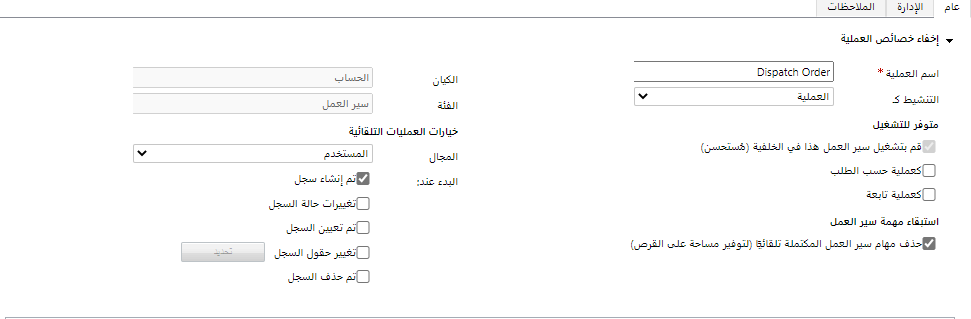 عام
الإدارة
الملاحظات
إخفاء خصائص العملية
اسم العملية *
Dispatch Order
التنشيط كـ
العملية
متوفر للتشغيل
قم بتشغيل سير العمل هذا في الخلفية (مُستحسن)
كعملية حسب الطلب
كعملية تابعة
استبقاء مهمة سير العمل
حذف مهام سير العمل المكتملة تلقائيًا (لتوفير مساحة على القرص)
الكيان
الحساب
الفئة
سير العمل
خيارات العمليات التلقائية
المجال
المستخدم
البدء عند:
تم إنشاء سجل
تغييرات حالة السجل
تم تعيين السجل
تغيير حقول السجل
تحديد
تم حذف السجل